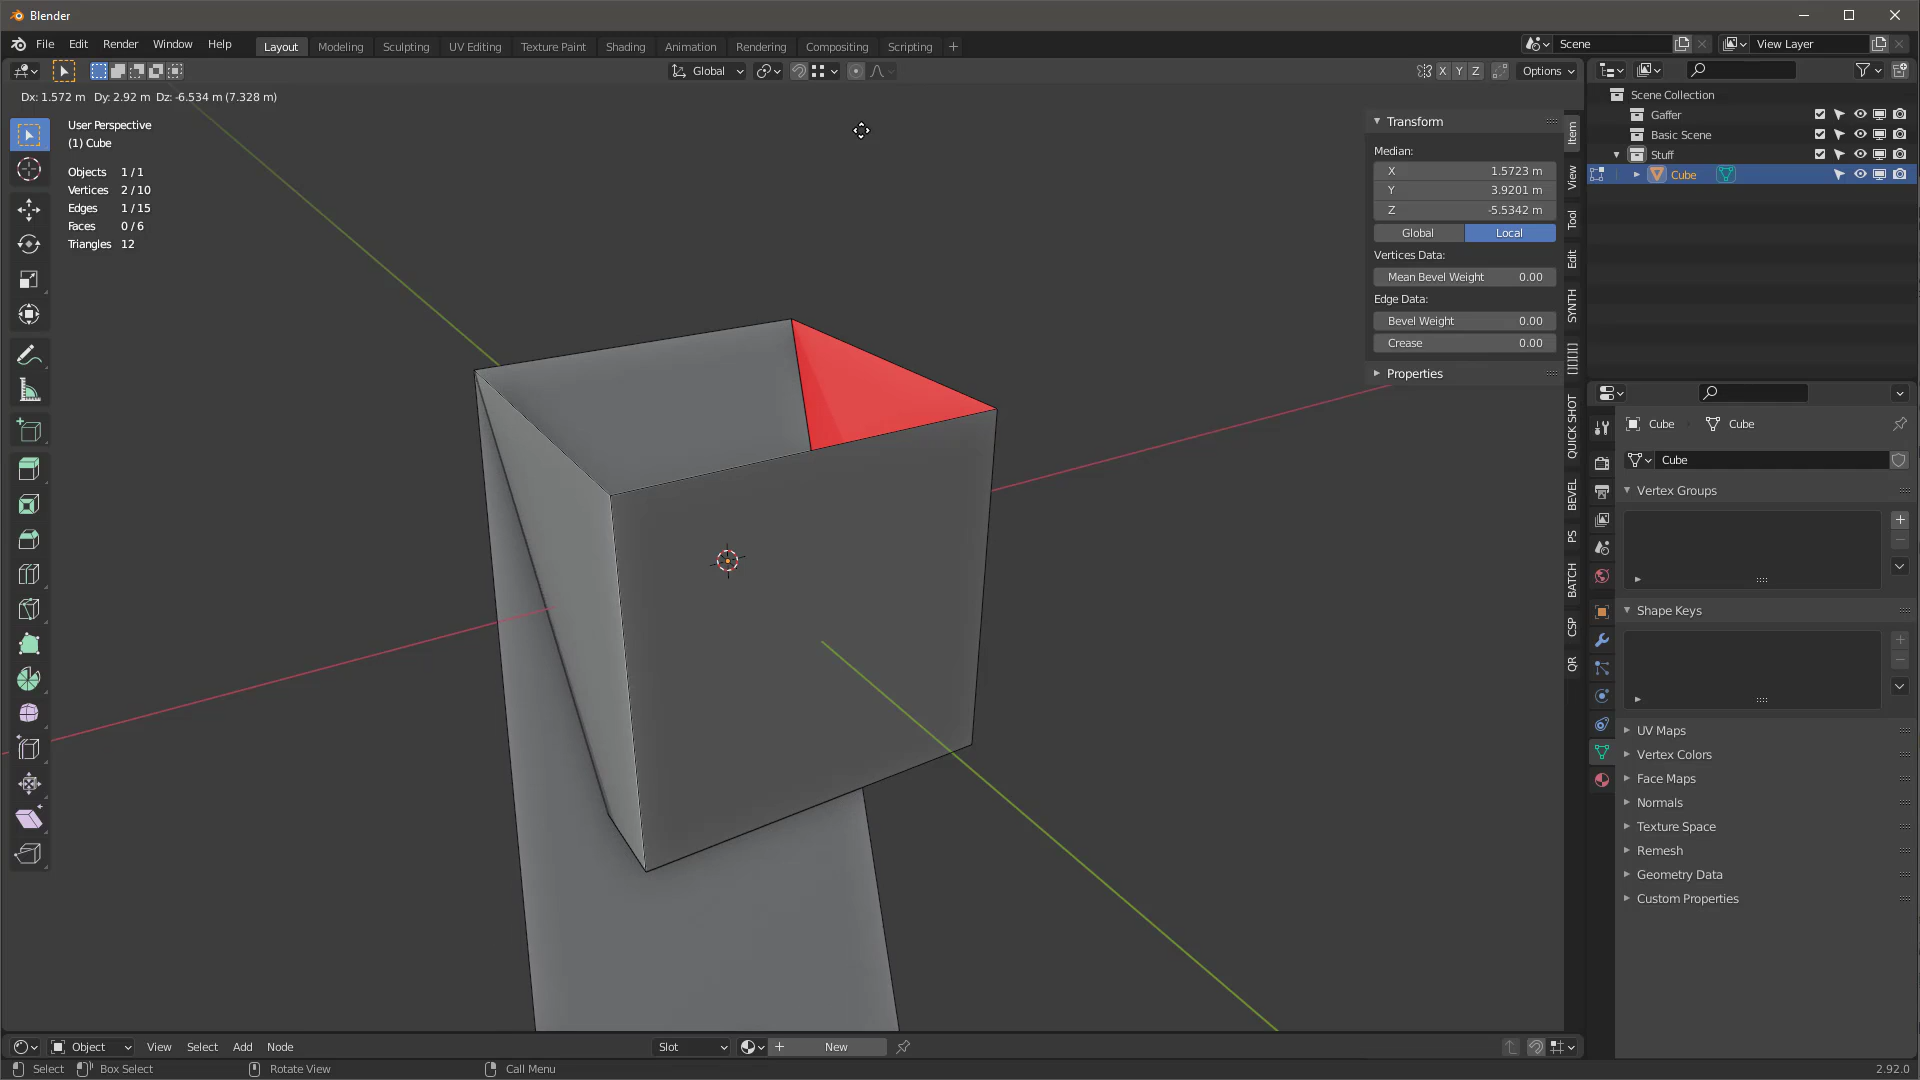 Blender
File Edit Render Window Help
Layout Modeling Sculpting UV Editing Texture Paint Shading Animation Rendering Compositing Scripting +
Scene
View Layer
Global
X Y Z
Options
Dx: 1.572 m Dy: 2.92 m Dz: -6.534 m (7.328 m)
User Perspective
(1) Cube
Objects 1 / 1
Vertices 2 / 10
Edges 1 / 15
Faces 0 / 6
Triangles 12
Transform
Median:
X 1.5723 m
Y 3.9201 m
Z -5.5342 m
Global Local
Vertices Data:
Mean Bevel Weight 0.00
Edge Data:
Bevel Weight 0.00
Crease 0.00
Properties
Item
View
Tool
Edit
SYNTH
[][][][]
QUICK SHOT
BEVEL
PS
BATCH
CSP
QR
Scene Collection
Gaffer
Basic Scene
Stuff
Cube
Cube Cube
Cube
Vertex Groups
Shape Keys
UV Maps
Vertex Colors
Face Maps
Normals
Texture Space
Remesh
Geometry Data
Custom Properties
Object View Select Add Node
Slot
New
Select Box Select Rotate View Call Menu
2.92.0